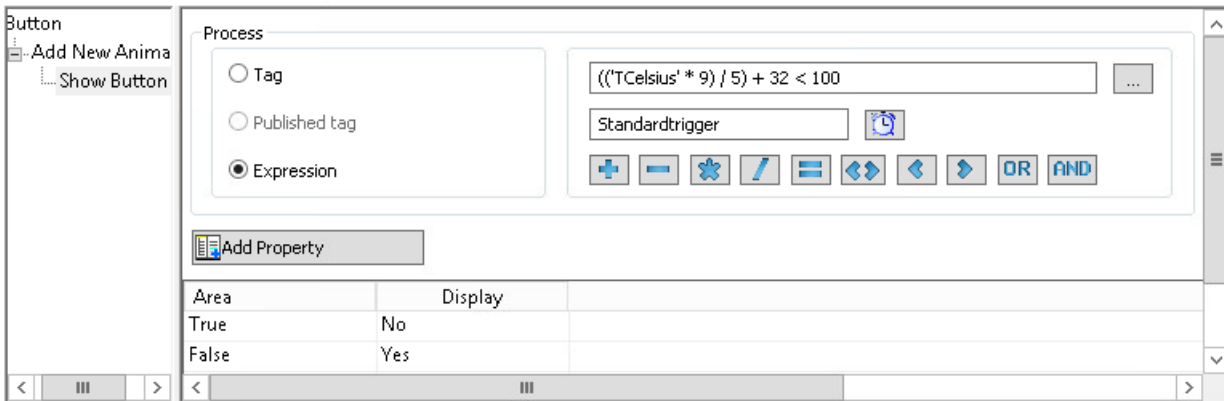 Button
Add New Anima
Show Button
Process
Tag
(('TCelsius' * 9) / 5) + 32 < 100
...
Published tag
Standardtrigger
Expression
OR AND
Add Property
Area Display
True No
False Yes